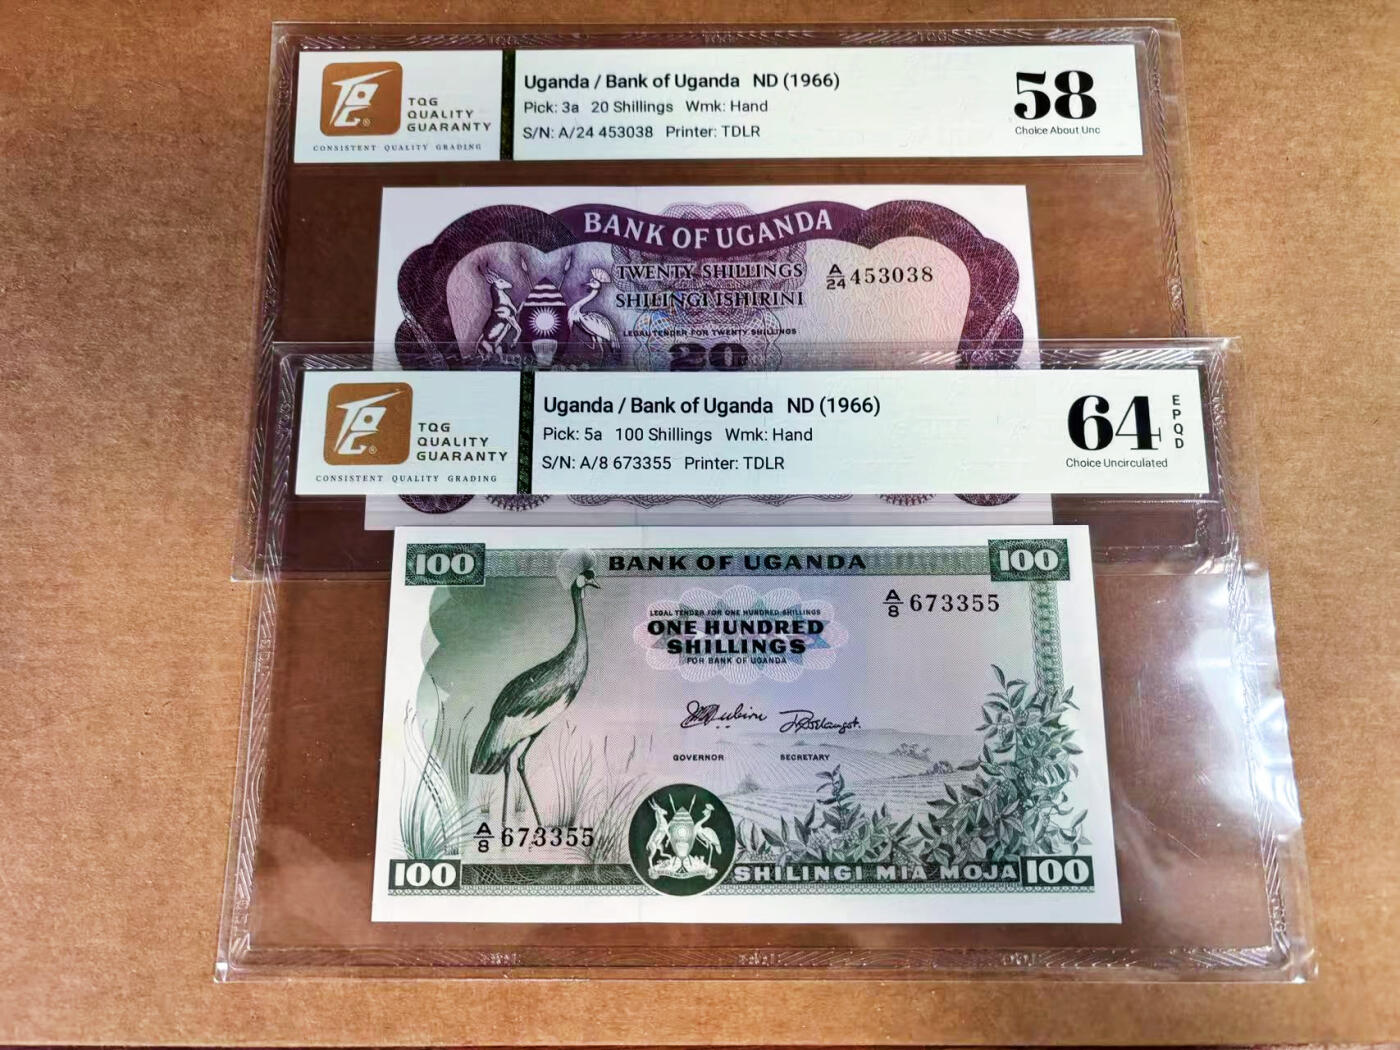 TQG
QUALITY
GUARANTY
CONSISTENT QUALITY GRADING
Uganda / Bank of Uganda ND (1966)
Pick: 3a 20 Shillings Wmk: Hand
S/N: A/24 453038 Printer: TDLR
58
Choice About Unc
BANK OF UGANDA
TWENTY SHILLINGS
SHILINGI ISHIRINI
A/24 453038
LEGAL TENDER FOR TWENTY SHILLINGS
20
TQG
QUALITY
GUARANTY
CONSISTENT QUALITY GRADING
Uganda / Bank of Uganda ND (1966)
Pick: 5a 100 Shillings Wmk: Hand
S/N: A/8 673355 Printer: TDLR
64
EPQD
Choice Uncirculated
100 BANK OF UGANDA 100
A/8 673355
LEGAL TENDER FOR ONE HUNDRED SHILLINGS
ONE HUNDRED
SHILLINGS
FOR BANK OF UGANDA
GOVERNOR SECRETARY
A/8 673355
100 SHILINGI MIA MOJA 100